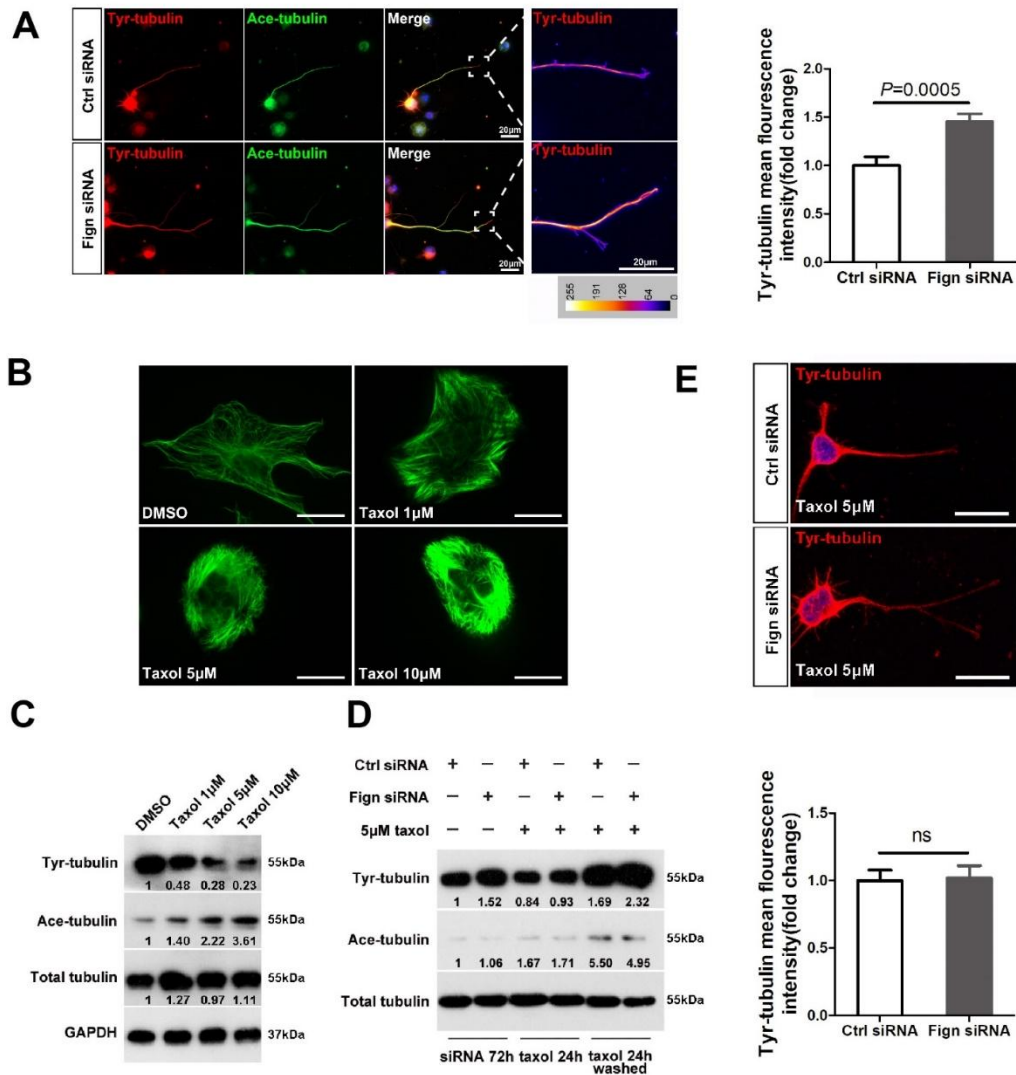 A
Ctrl siRNA
Tyr-tubulin
Ace-tubulin
Merge
20µm
Fign siRNA
Tyr-tubulin
Ace-tubulin
Merge
20µm
Tyr-tubulin
20µm
255 191 128 64 0
Tyr-tubulin mean flourescence
intensity(fold change)
2.0
1.5
1.0
0.5
0.0
P=0.0005
Ctrl siRNA Fign siRNA
B
DMSO
Taxol 1µM
Taxol 5µM
Taxol 10µM
E
Ctrl siRNA
Tyr-tubulin
Taxol 5µM
Fign siRNA
Tyr-tubulin
Taxol 5µM
C
DMSO Taxol 1µM Taxol 5µM Taxol 10µM
Tyr-tubulin 55kDa
1 0.48 0.28 0.23
Ace-tubulin 55kDa
1 1.40 2.22 3.61
Total tubulin 55kDa
1 1.27 0.97 1.11
GAPDH 37kDa
D
Ctrl siRNA + — + — + —
Fign siRNA — + — + — +
5µM taxol — — + + + +
Tyr-tubulin 55kDa
1 1.52 0.84 0.93 1.69 2.32
Ace-tubulin 55kDa
1 1.06 1.67 1.71 5.50 4.95
Total tubulin 55kDa
siRNA 72h taxol 24h taxol 24h
washed
Tyr-tubulin mean flourescence
intensity(fold change)
1.5
1.0
0.5
0.0
ns
Ctrl siRNA Fign siRNA